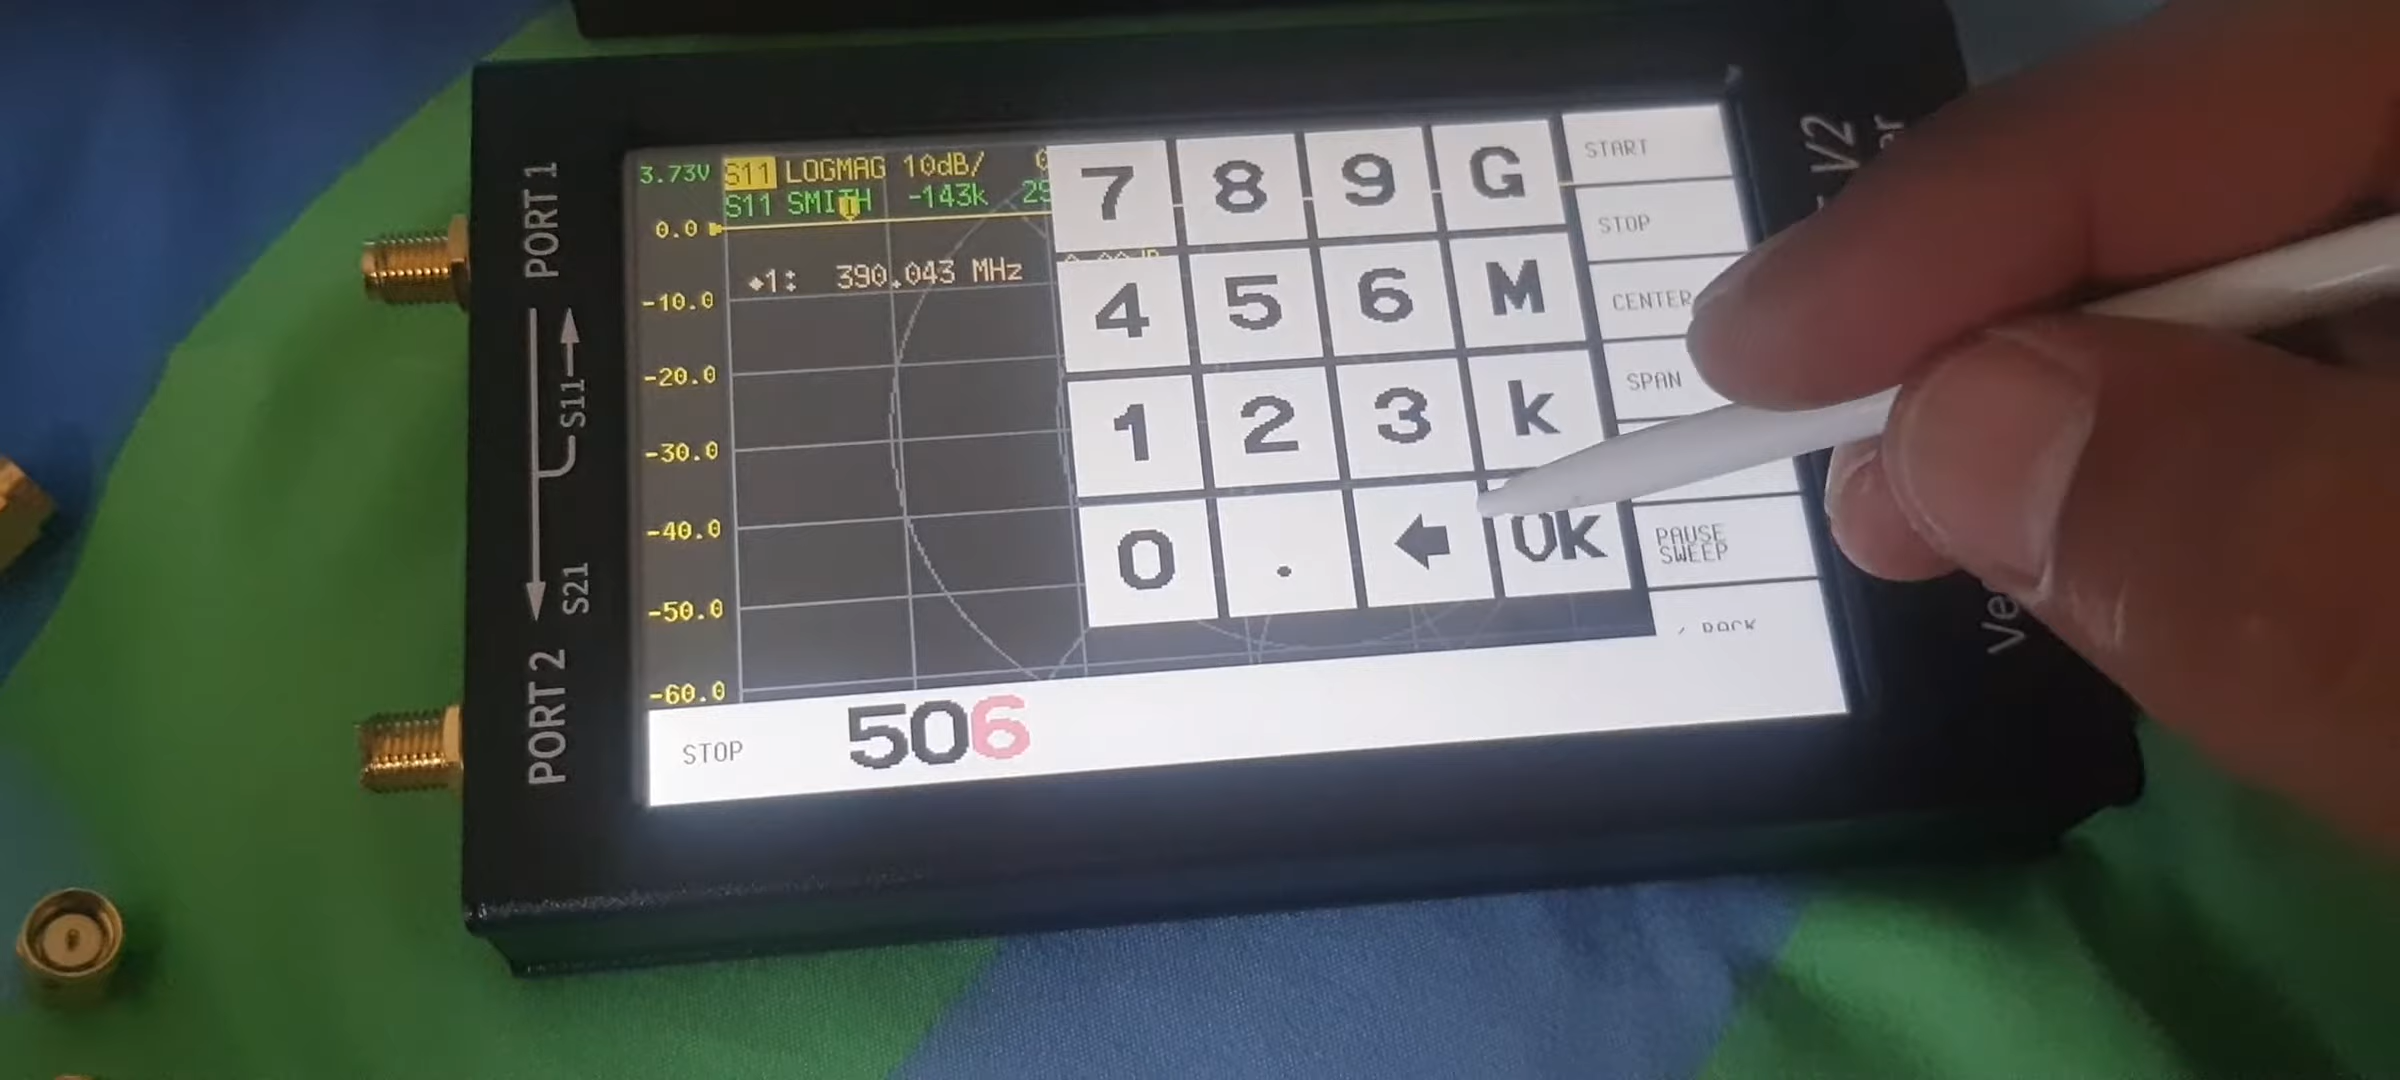 3.73V S11 LOGMAG 10dB/
S11 SMITH -143k
◆1: 390.043 MHz
0.0
-10.0
-20.0
-30.0
-40.0
-50.0
-60.0
7 8 9 G
4 5 6 M
1 2 3 k
0 . ← Ok
START
STOP
CENTER
SPAN
PAUSE
SWEEP
BACK
STOP 506
PORT1
S11
S21
PORT 2
V2